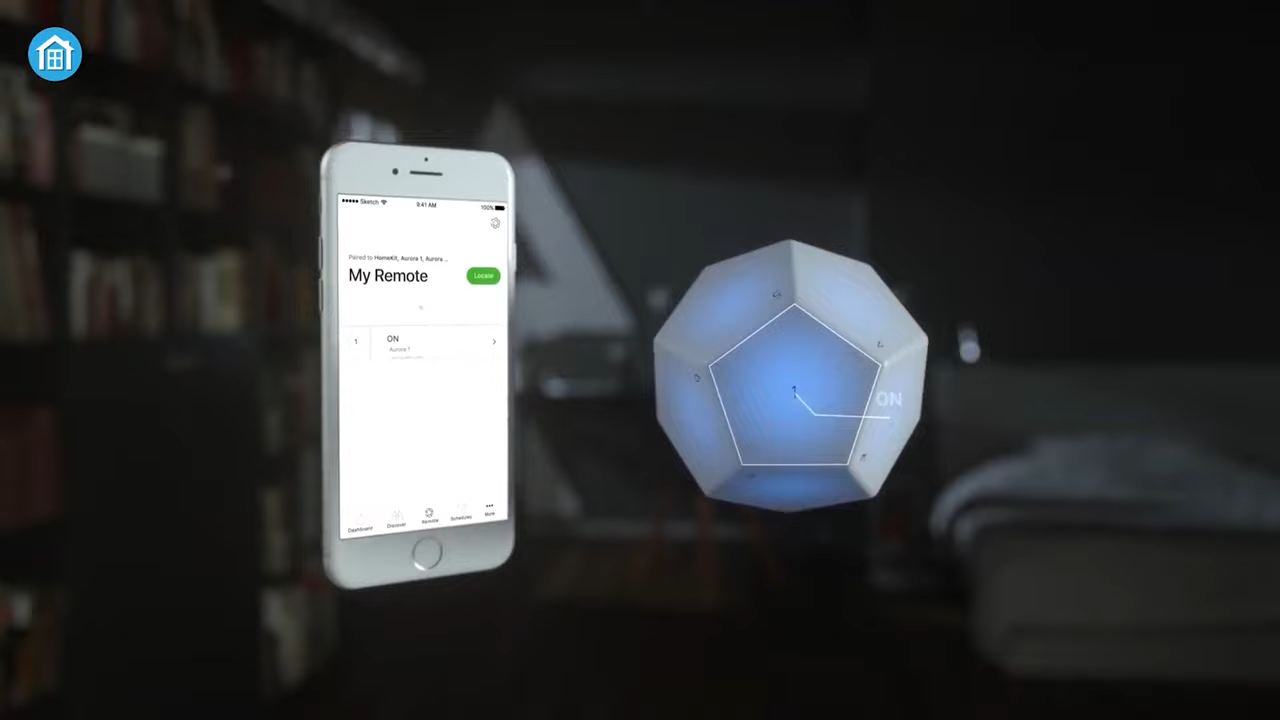 ●●●●● Sketch
9:41 AM
100%
Paired to HomeKit, Aurora 1, Aurora ...
My Remote
Locate
1
ON
Aurora 1
Dashboard
Discover
Remote
Schedules
More
1
ON